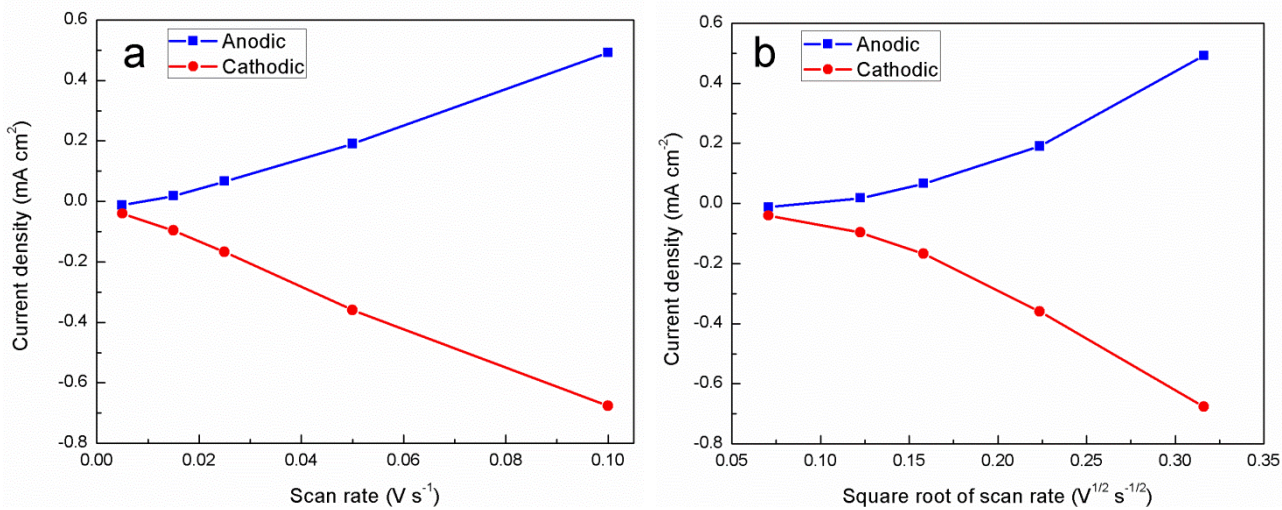 a
Anodic
Cathodic
Current density (mA cm²)
0.6
0.4
0.2
0.0
-0.2
-0.4
-0.6
-0.8
0.00
0.02
0.04
0.06
0.08
0.10
Scan rate (V s⁻¹)
b
Anodic
Cathodic
Current density (mA cm⁻²)
0.6
0.4
0.2
0.0
-0.2
-0.4
-0.6
-0.8
0.05
0.10
0.15
0.20
0.25
0.30
0.35
Square root of scan rate (V¹/² s⁻¹/²)